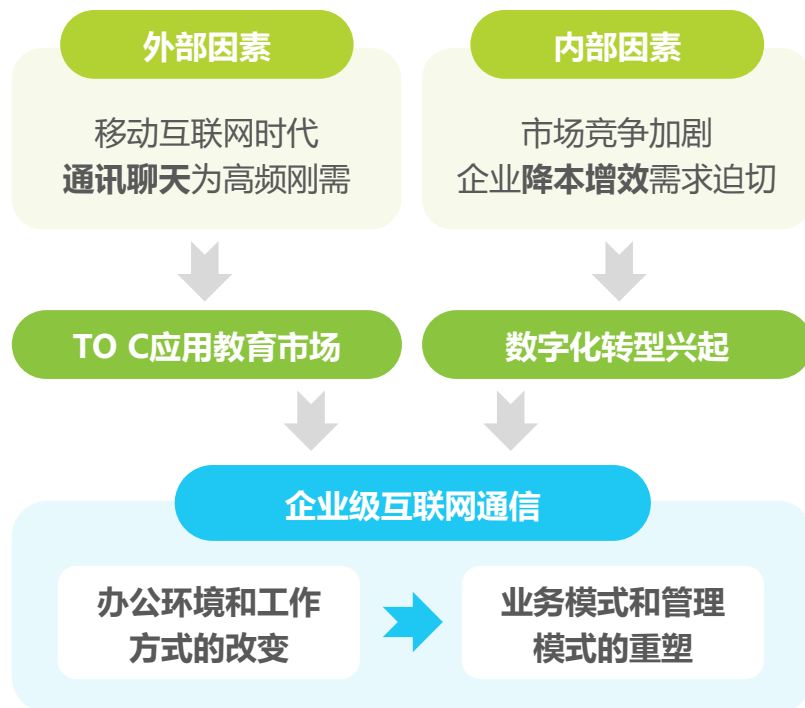 外部因素
移动互联网时代
通讯聊天为高频刚需
内部因素
市场竞争加剧
企业降本增效需求迫切
TO C应用教育市场
数字化转型兴起
企业级互联网通信
办公环境和工作
方式的改变
业务模式和管理
模式的重塑